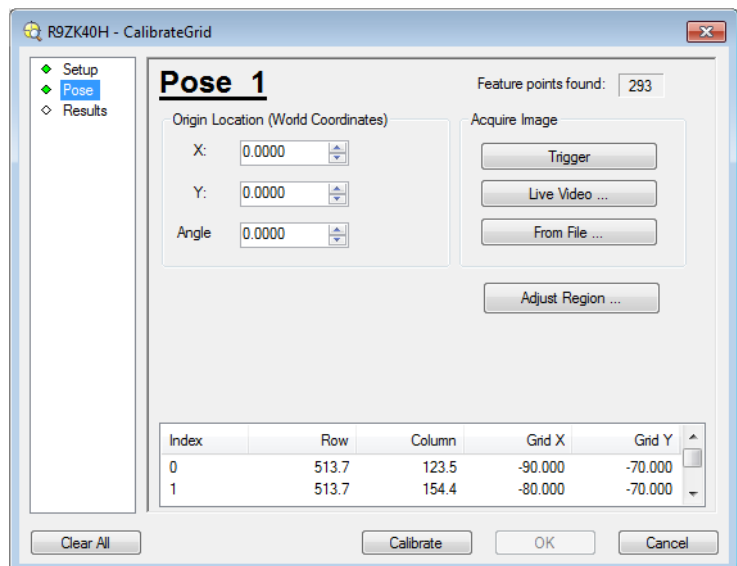 R9ZK40H - CalibrateGrid
Setup
Pose
Results
Pose 1
Feature points found: 293
Origin Location (World Coordinates)
X: 0.0000
Y: 0.0000
Angle 0.0000
Acquire Image
Trigger
Live Video ...
From File ...
Adjust Region ...
Index Row Column Grid X Grid Y
0 513.7 123.5 -90.000 -70.000
1 513.7 154.4 -80.000 -70.000
Clear All Calibrate OK Cancel